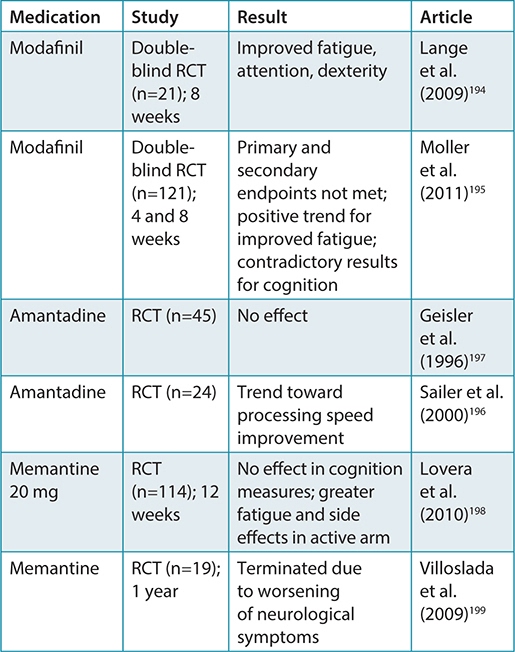 Medication Study Result Article
Modafinil Double- Improved fatigue, Lange
blind RCT attention, dexterity et al.
(n=21); 8 (2009)194
weeks
Modafinil Double- Primary and Moller
blind RCT secondary et al.
(n=121); endpoints not met; (2011)195
4 and 8 positive trend for
weeks improved fatigue;
contradictory results
for cognition
Amantadine RCT (n=45) No effect Geisler
et al.
(1996)197
Amantadine RCT (n=24) Trend toward Sailer et al.
processing speed (2000)196
improvement
Memantine RCT No effect in cognition Lovera
20 mg (n=114); 12 measures; greater et al.
weeks fatigue and side (2010)198
effects in active arm
Memantine RCT (n=19); Terminated due Villoslada
1 year to worsening et al.
of neurological (2009)199
symptoms